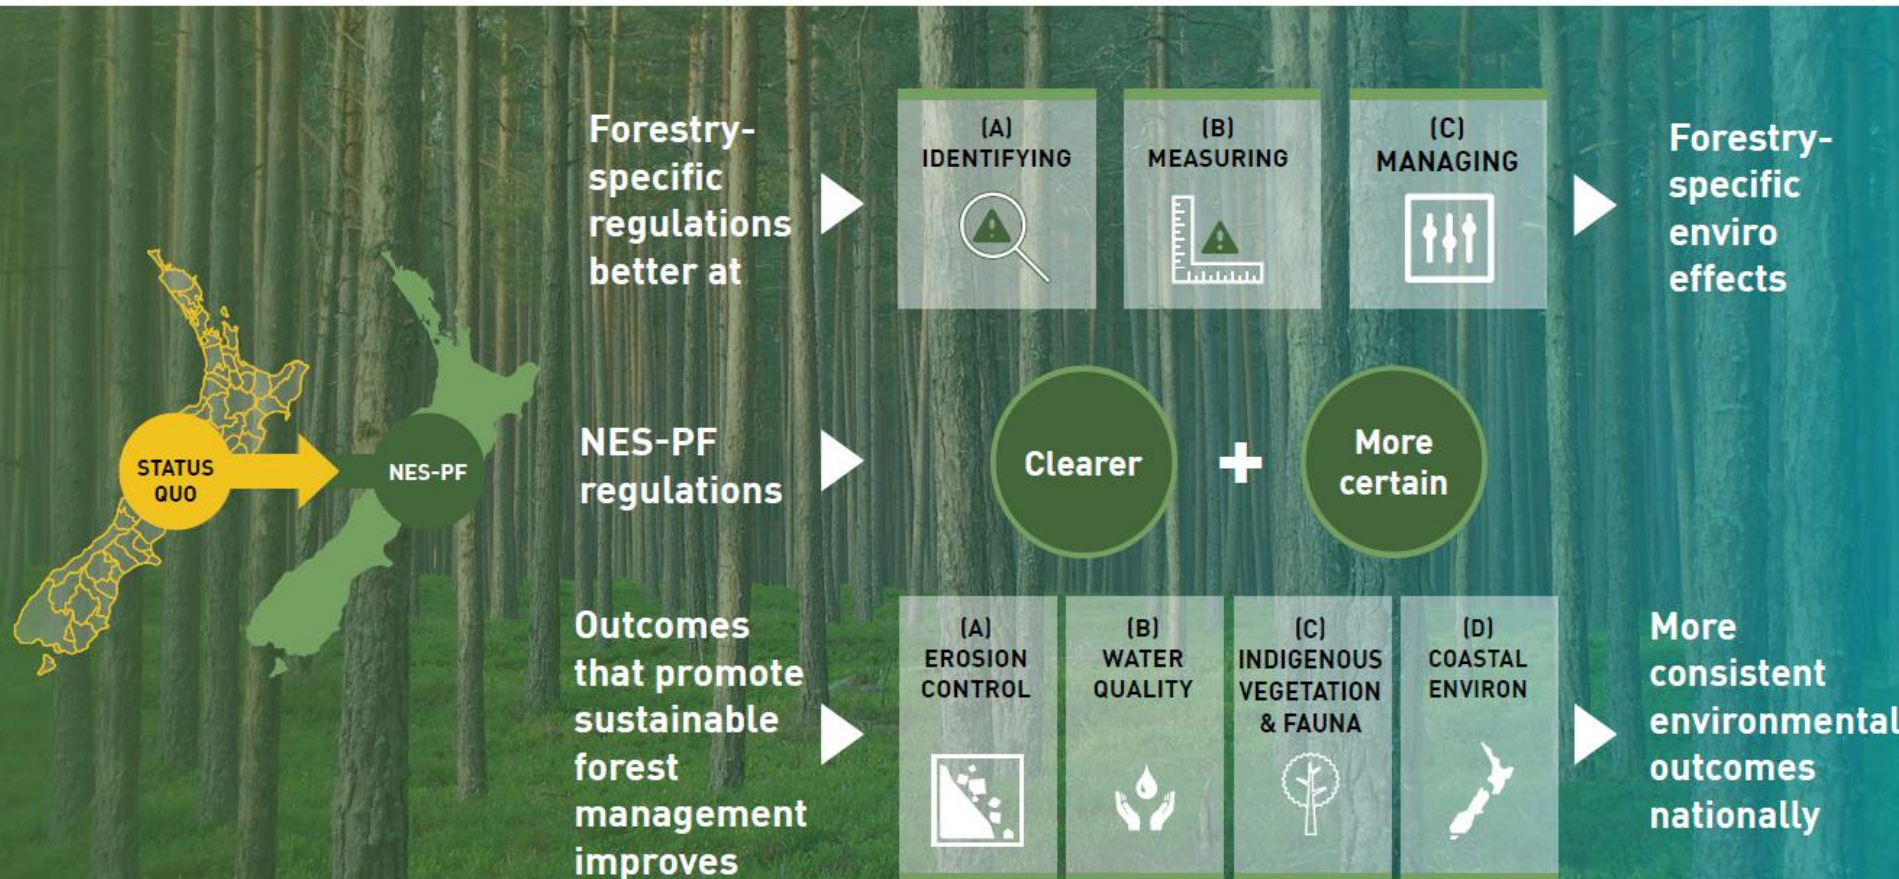 STATUS
QUO
NES-PF
Forestry-
specific
regulations
better at
(A)
IDENTIFYING
(B)
MEASURING
(C)
MANAGING
Forestry-
specific
enviro
effects
NES-PF
regulations
Clearer
+
More
certain
Outcomes
that promote
sustainable
forest
management
improves
(A)
EROSION
CONTROL
(B)
WATER
QUALITY
(C)
INDIGENOUS
VEGETATION
& FAUNA
(D)
COASTAL
ENVIRON
More
consistent
environmental
outcomes
nationally